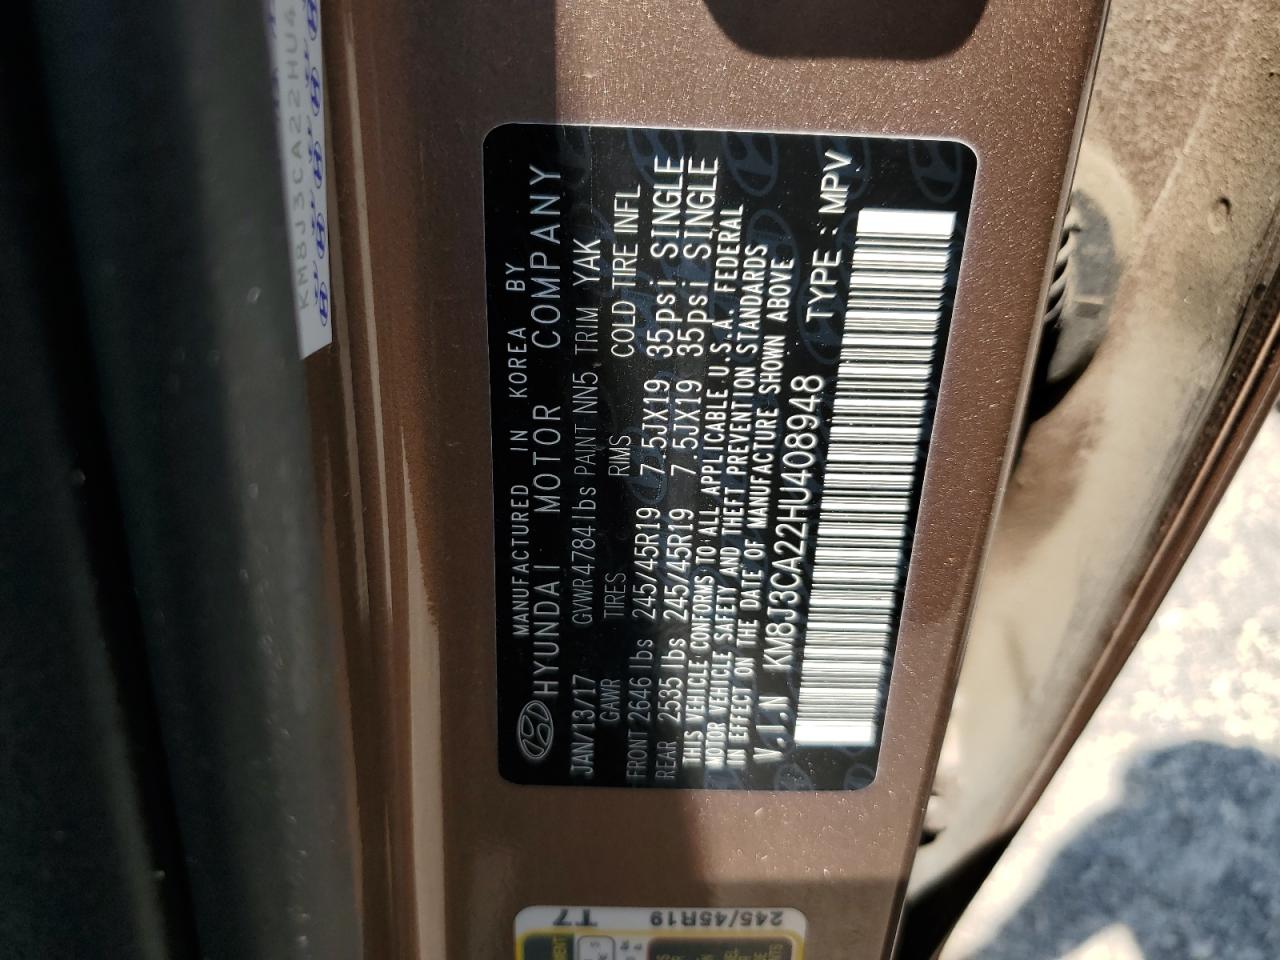 KM8J3CA22HU4
MANUFACTURED IN KOREA BY
HYUNDAI MOTOR COMPANY
JAN/13/17 GVWR 4784 lbs PAINT NN5, TRIM YAK
GAWR TIRES RIMS COLD TIRE INFL
FRONT 2646 lbs 245/45R19 7.5JX19 35psi SINGLE
REAR 2535 lbs 245/45R19 7.5JX19 35psi SINGLE
THIS VEHICLE CONFORMS TO ALL APPLICABLE U.S.A. FEDERAL
MOTOR VEHICLE SAFETY AND THEFT PREVENTION STANDARDS
IN EFFECT ON THE DATE OF MANUFACTURE SHOWN ABOVE.
V.I.N KM8J3CA22HU408948 TYPE : MPV
T7
245/45R19